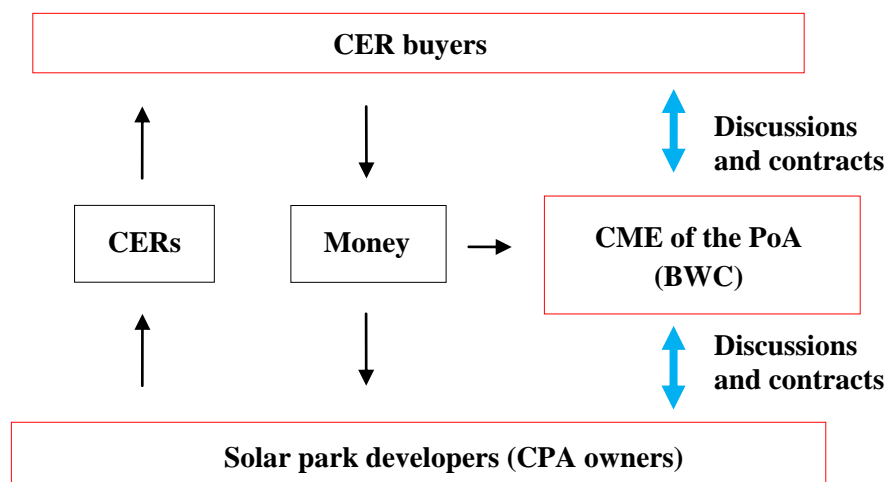 CER buyers
Discussions
and contracts
CERs
Money
CME of the PoA
(BWC)
Discussions
and contracts
Solar park developers (CPA owners)